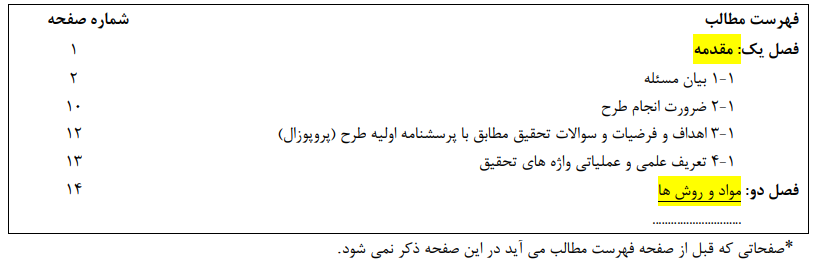 فهرست مطالب شماره صفحه
فصل یک: مقدمه ۱
۱-۱ بیان مسئله ۲
۲-۱ ضرورت انجام طرح ۱۰
۳-۱ اهداف و فرضیات و سوالات تحقیق مطابق با پرسشنامه اولیه طرح (پروپوزال) ۱۲
۴-۱ تعریف علمی و عملیاتی واژه های تحقیق ۱۳
فصل دو: مواد و روش ها ۱۴
............................
*صفحاتی که قبل از صفحه فهرست مطالب می آید در این صفحه ذکر نمی شود.